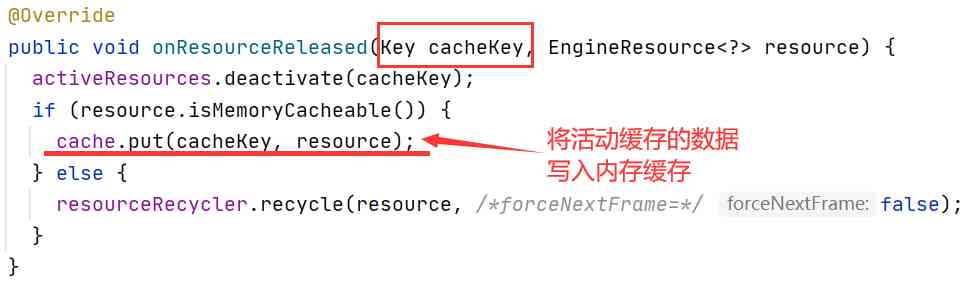 @Override
public void onResourceReleased(Key cacheKey, EngineResource<?> resource) {
activeResources.deactivate(cacheKey);
if (resource.isMemoryCacheable()) {
cache.put(cacheKey, resource);
将活动缓存的数据
写入内存缓存
} else {
resourceRecycler.recycle(resource, /*forceNextFrame=*/ forceNextFrame: false);
}
}